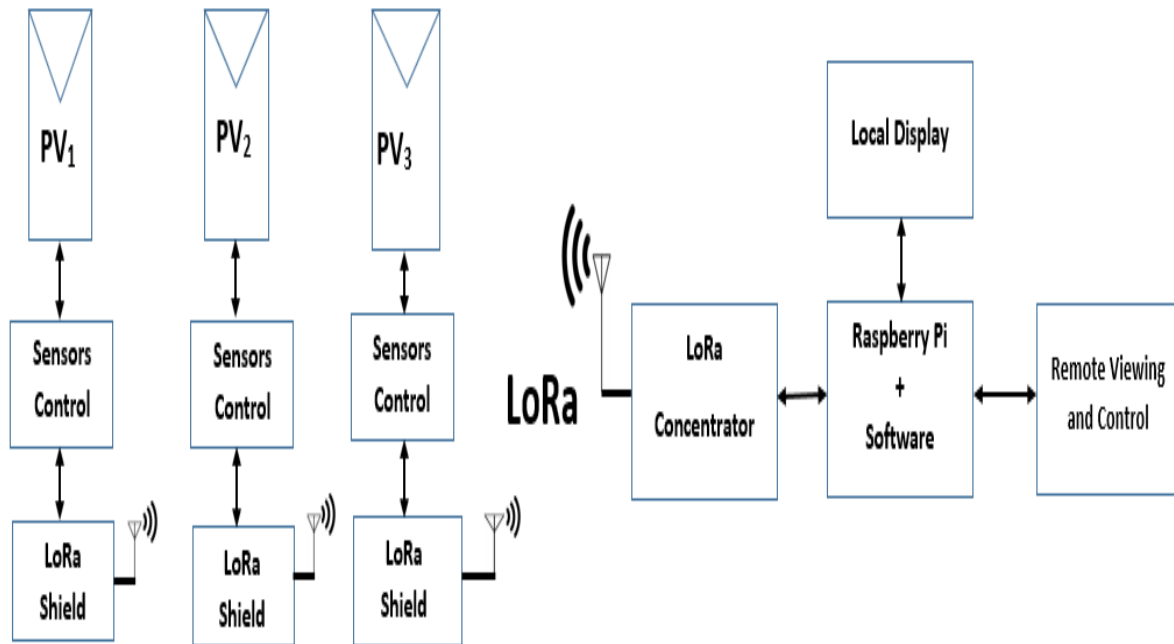 PV₁
Sensors
Control
LoRa
Shield
PV₂
Sensors
Control
LoRa
Shield
PV₃
Sensors
Control
LoRa
Shield
LoRa
LoRa
Concentrator
Local Display
Raspberry Pi
+
Software
Remote Viewing
and Control